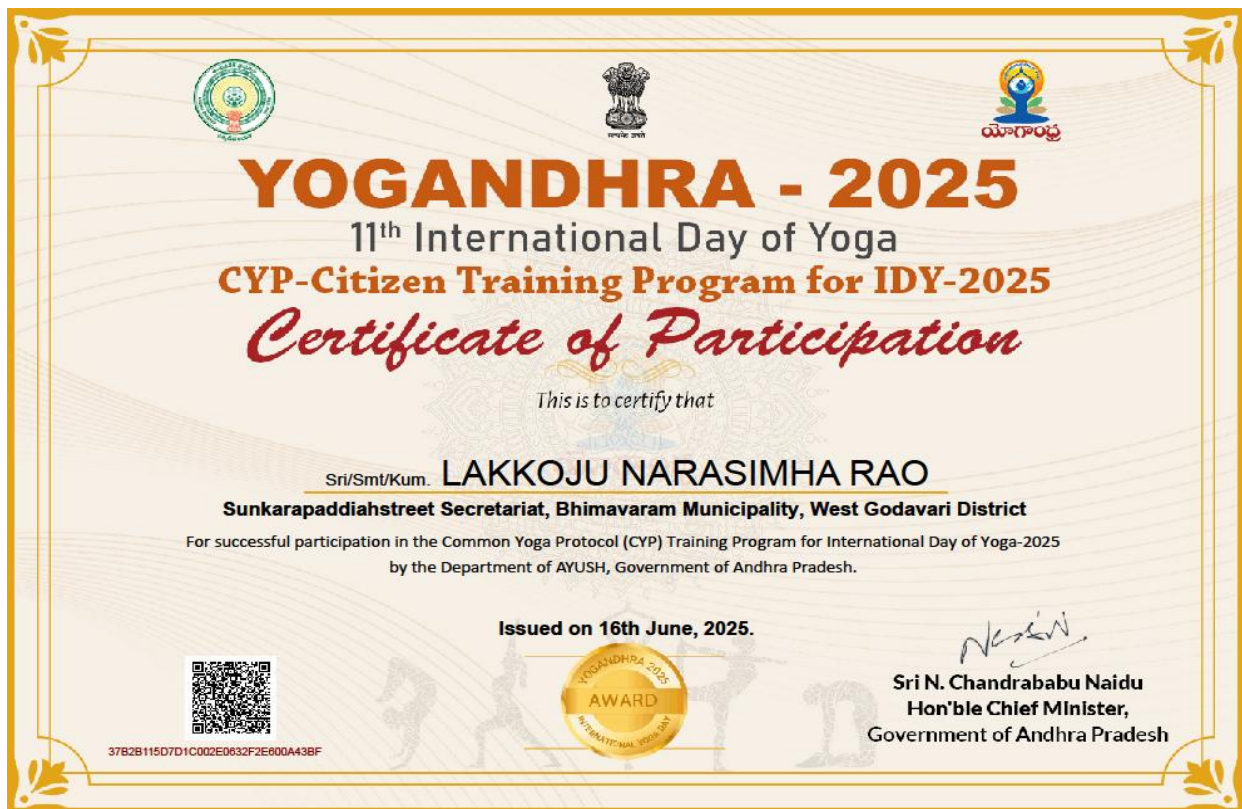 सत्यमेव जयते
యోగాంధ్ర
YOGANDHRA - 2025
11th International Day of Yoga
CYP-Citizen Training Program for IDY-2025
Certificate of Participation
This is to certify that
Sri/Smt/Kum. LAKKOJU NARASIMHA RAO
Sunkarapaddiahstreet Secretariat, Bhimavaram Municipality, West Godavari District
For successful participation in the Common Yoga Protocol (CYP) Training Program for International Day of Yoga-2025
by the Department of AYUSH, Government of Andhra Pradesh.
Issued on 16th June, 2025.
YOGANDHRA 2025
AWARD
INTERNATIONAL YOGA DAY
Sri N. Chandrababu Naidu
Hon'ble Chief Minister,
Government of Andhra Pradesh
37B2B115D7D1C002E0632F2E600A43BF